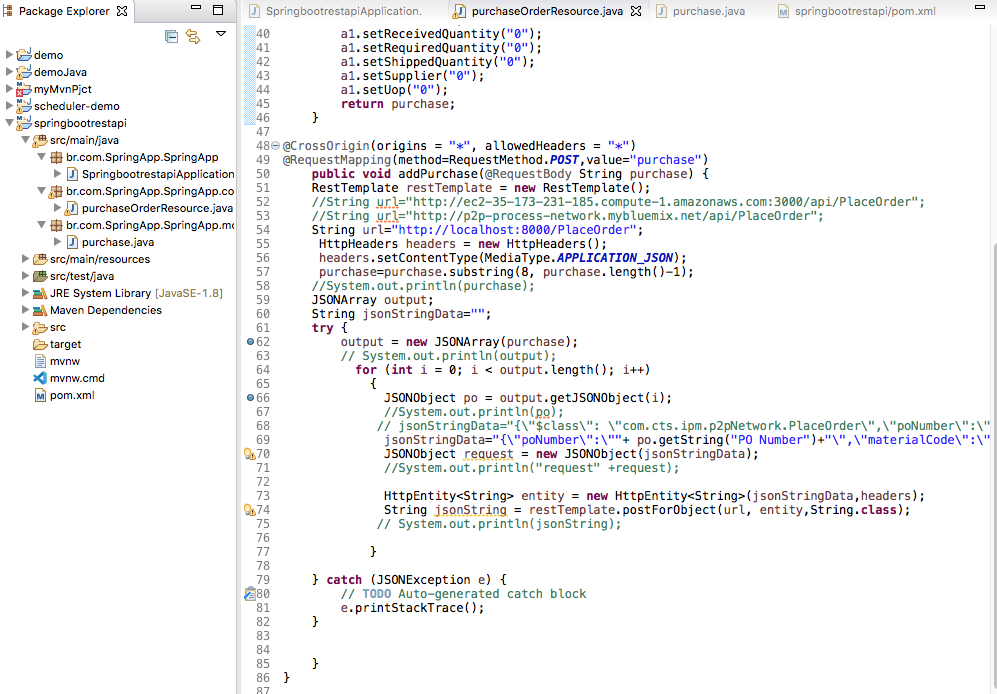 Package Explorer
demo
demoJava
myMvnPjct
scheduler-demo
springbootrestapi
src/main/java
br.com.SpringApp.SpringApp
SpringbootrestapiApplication
br.com.SpringApp.SpringApp.co
purchaseOrderResource.java
br.com.SpringApp.SpringApp.mo
purchase.java
src/main/resources
src/test/java
JRE System Library [JavaSE-1.8]
Maven Dependencies
src
target
mvnw
mvnw.cmd
pom.xml
SpringbootrestapiApplication. purchaseOrderResource.java purchase.java springbootrestapi/pom.xml
40 a1.setReceivedQuantity("0");
41 a1.setRequiredQuantity("0");
42 a1.setShippedQuantity("0");
43 a1.setSupplier("0");
44 a1.setUop("0");
45 return purchase;
46 }
47
48 @CrossOrigin(origins = "*", allowedHeaders = "*")
49 @RequestMapping(method=RequestMethod.POST,value="purchase")
50 public void addPurchase(@RequestBody String purchase) {
51 RestTemplate restTemplate = new RestTemplate();
52 //String url="http://ec2-35-173-231-185.compute-1.amazonaws.com:3000/api/PlaceOrder";
53 //String url="http://p2p-process-network.mybluemix.net/api/PlaceOrder";
54 String url="http://localhost:8000/PlaceOrder";
55 HttpHeaders headers = new HttpHeaders();
56 headers.setContentType(MediaType.APPLICATION_JSON);
57 purchase=purchase.substring(8, purchase.length()-1);
58 //System.out.println(purchase);
59 JSONArray output;
60 String jsonStringData="";
61 try {
62 output = new JSONArray(purchase);
63 // System.out.println(output);
64 for (int i = 0; i < output.length(); i++)
65 {
66 JSONObject po = output.getJSONObject(i);
67 //System.out.println(po);
68 // jsonStringData="{\"$class\": \"com.cts.ipm.p2pNetwork.PlaceOrder\",\"poNumber\":\"
69 jsonStringData="{\"poNumber\":\""+ po.getString("PO Number")+"\",\"materialCode\":\"
70 JSONObject request = new JSONObject(jsonStringData);
71 //System.out.println("request" +request);
72
73 HttpEntity<String> entity = new HttpEntity<String>(jsonStringData,headers);
74 String jsonString = restTemplate.postForObject(url, entity,String.class);
75 // System.out.println(jsonString);
76
77 }
78
79 } catch (JSONException e) {
80 // TODO Auto-generated catch block
81 e.printStackTrace();
82 }
83
84
85 }
86 }
87